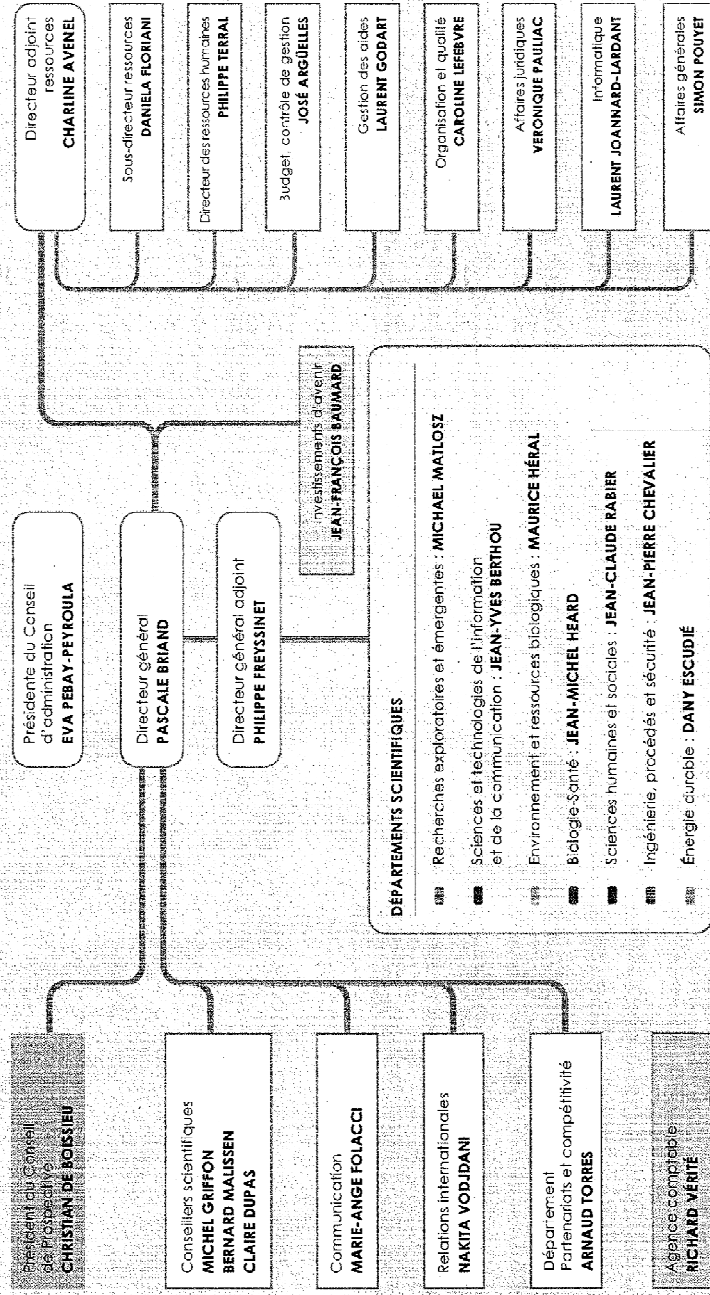 Président du Conseil
de Prospective
CHRISTIAN DE BOISSIEU
Conseillers scientifiques
MICHEL GRIFFON
BERNARD MALISSEN
CLAIRE DUPAS
Communication
MARIE-ANGE FOLACCI
Relations internationales
NAKITA VODJDANI
Département
Partenariats et compétitivité
ARNAUD TORRES
Agence comptable
RICHARD VÉRITÉ
Présidente du Conseil
d'administration
EVA PEBAY-PEYROULA
Directeur général
PASCALE BRIAND
Directeur général adjoint
PHILIPPE FREYSSINET
Investissements d'avenir
JEAN-FRANÇOIS BAUMARD
DÉPARTEMENTS SCIENTIFIQUES
Recherches exploratoires et émergentes : MICHAEL MATLOSZ
Sciences et technologies de l'information
et de la communication : JEAN-YVES BERTHOU
Environnement et ressources biologiques : MAURICE HÉRAL
Biologie-Santé : JEAN-MICHEL HEARD
Sciences humaines et sociales : JEAN-CLAUDE RABIER
Ingénierie, procédés et sécurité : JEAN-PIERRE CHEVALIER
Énergie durable : DANY ESCUDIÉ
Directeur adjoint
ressources
CHARLINE AVENEL
Sous-directeur ressources
DANIELA FLORIANI
Directeur des ressources humaines
PHILIPPE TERRAL
Budget, contrôle de gestion
JOSÉ ARGÜELLES
Gestion des aides
LAURENT GODART
Organisation et qualité
CAROLINE LEFEBVRE
Affaires juridiques
VERONIQUE PAULIAC
Informatique
LAURENT JOANNARD-LARDANT
Affaires générales
SIMON POUYET